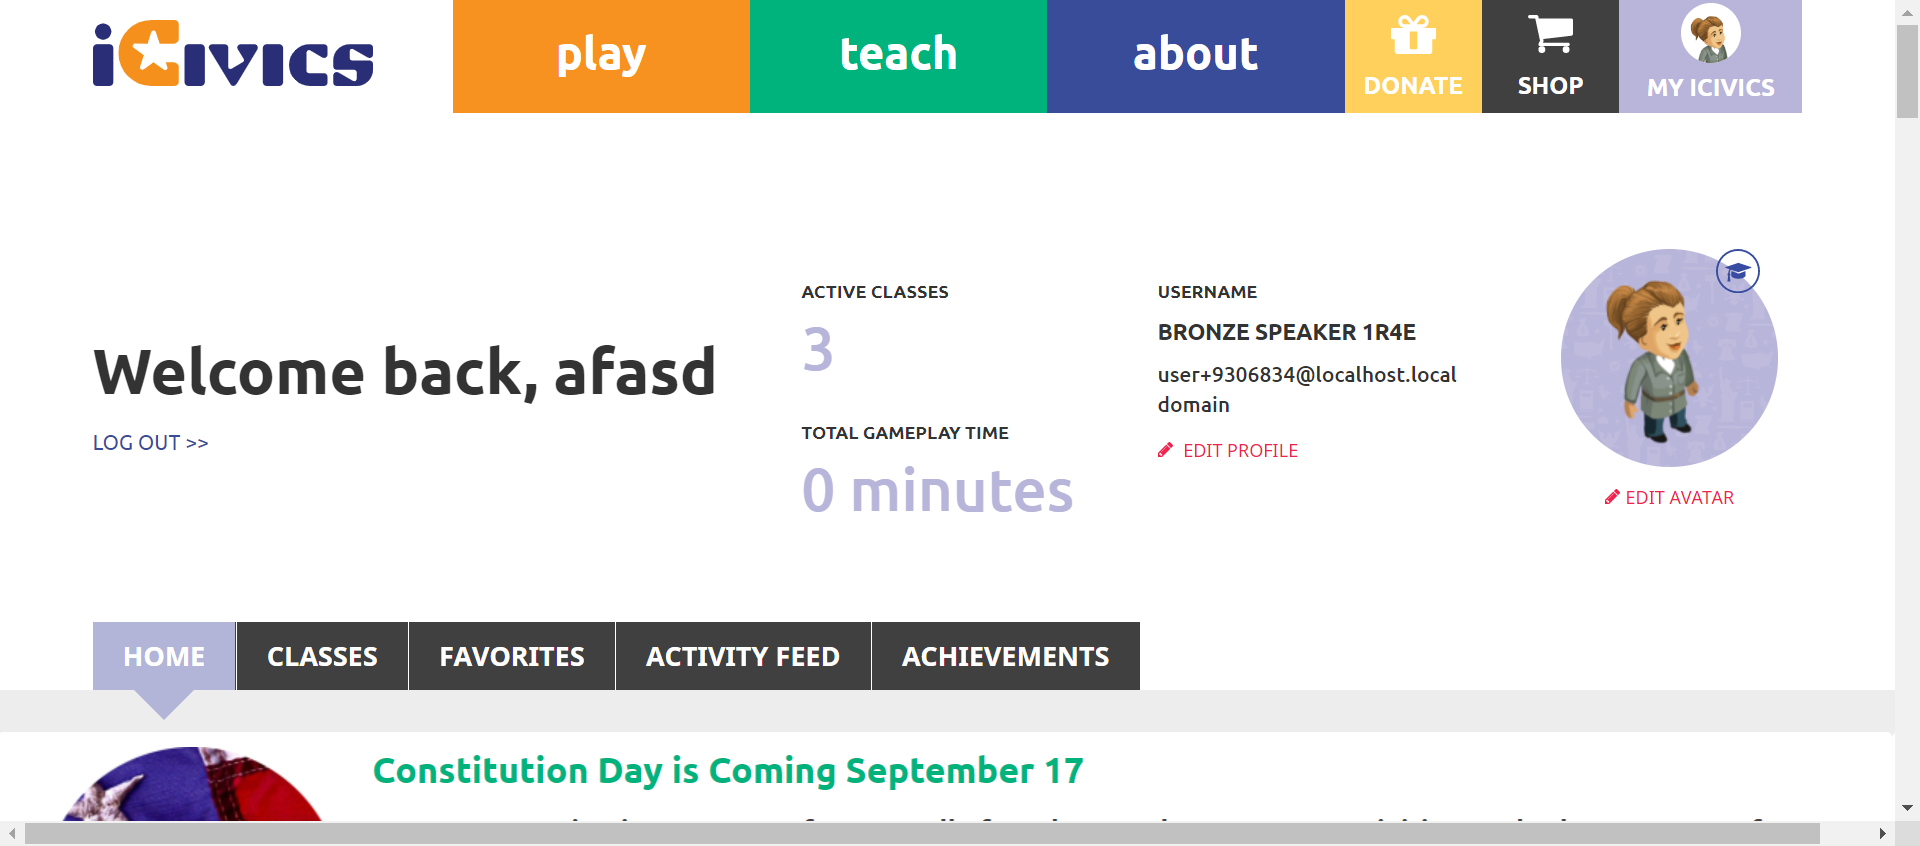 iCivics
play
teach
about
DONATE
SHOP
MY ICIVICS
Welcome back, afasd
LOG OUT >>
ACTIVE CLASSES
3
TOTAL GAMEPLAY TIME
0 minutes
USERNAME
BRONZE SPEAKER 1R4E
user+9306834@localhost.local
domain
EDIT PROFILE
EDIT AVATAR
HOME
CLASSES
FAVORITES
ACTIVITY FEED
ACHIEVEMENTS
Constitution Day is Coming September 17